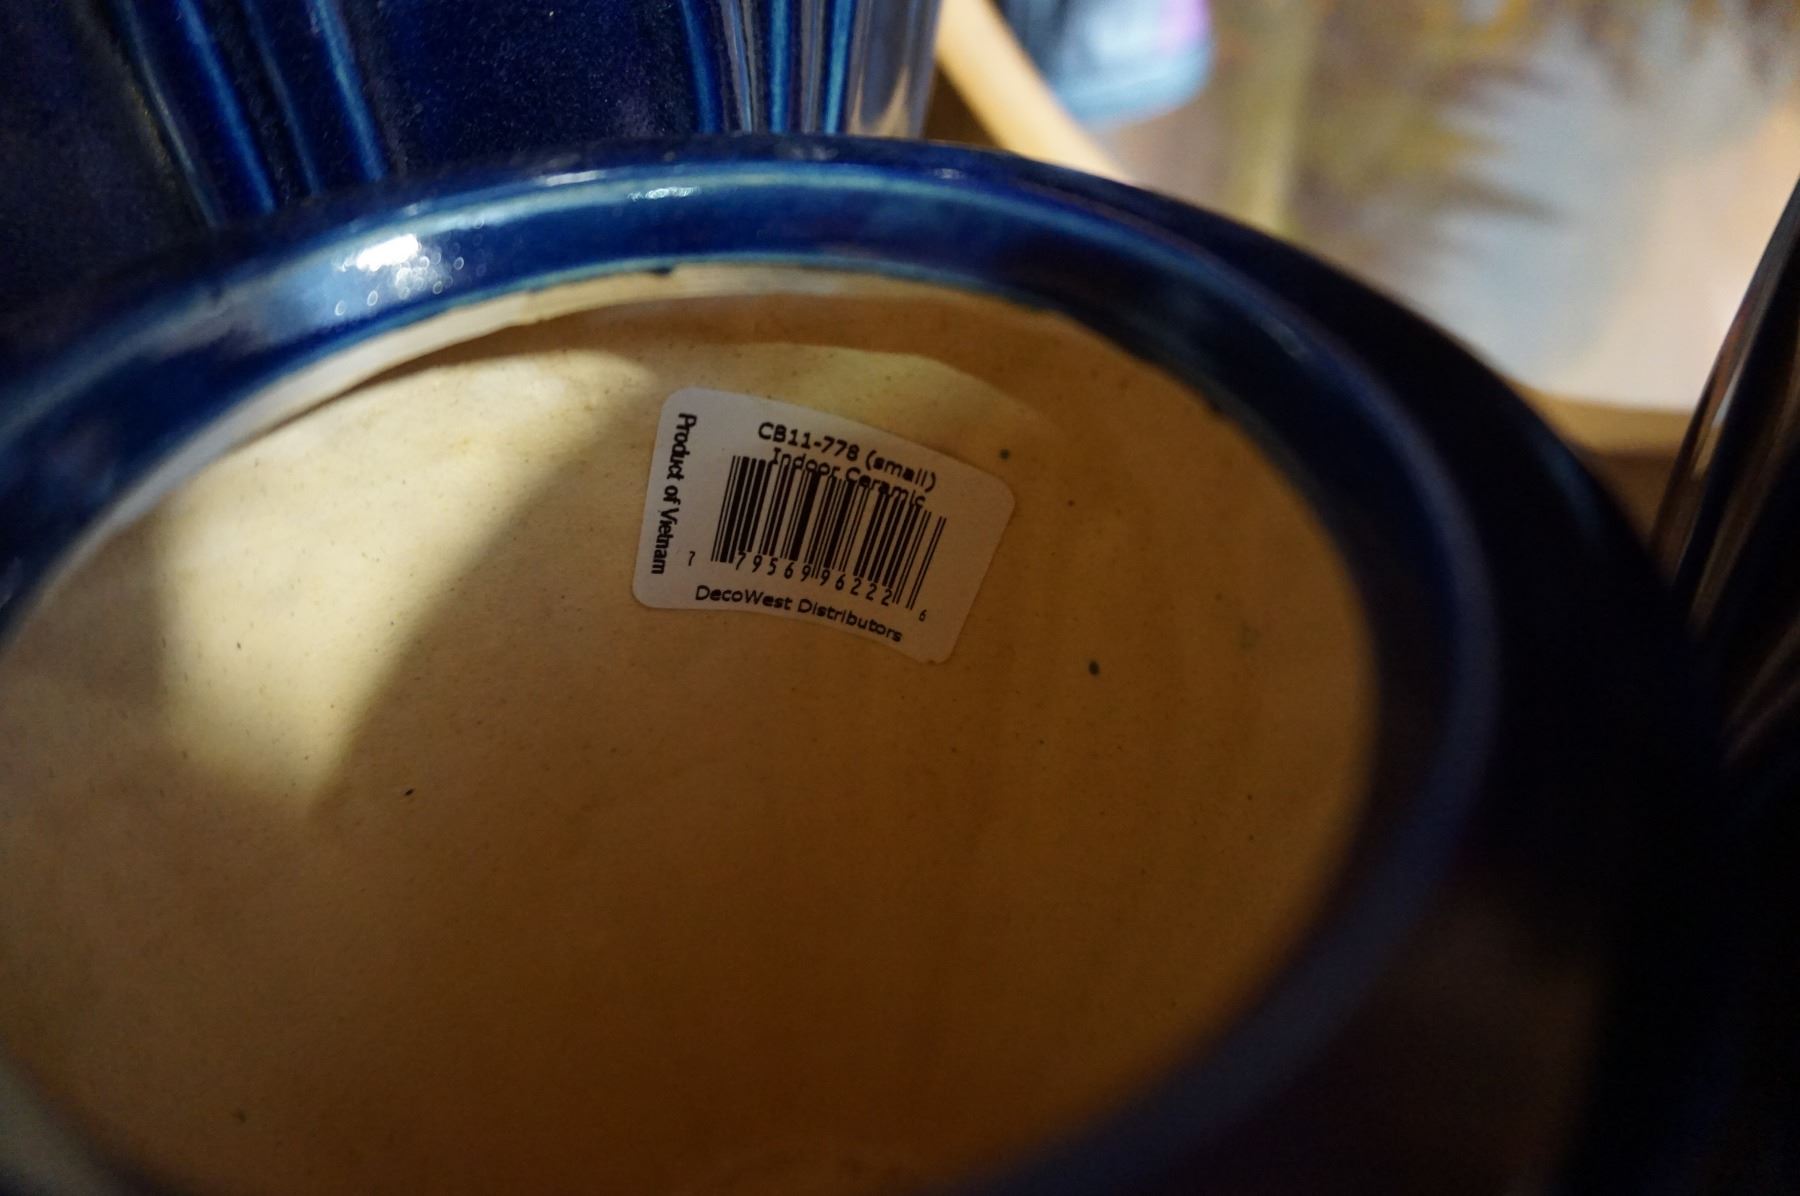 CB11-778 (small)
Indoor Ceramic
Product of Vietnam
7 79569 96222 6
DecoWest Distributors